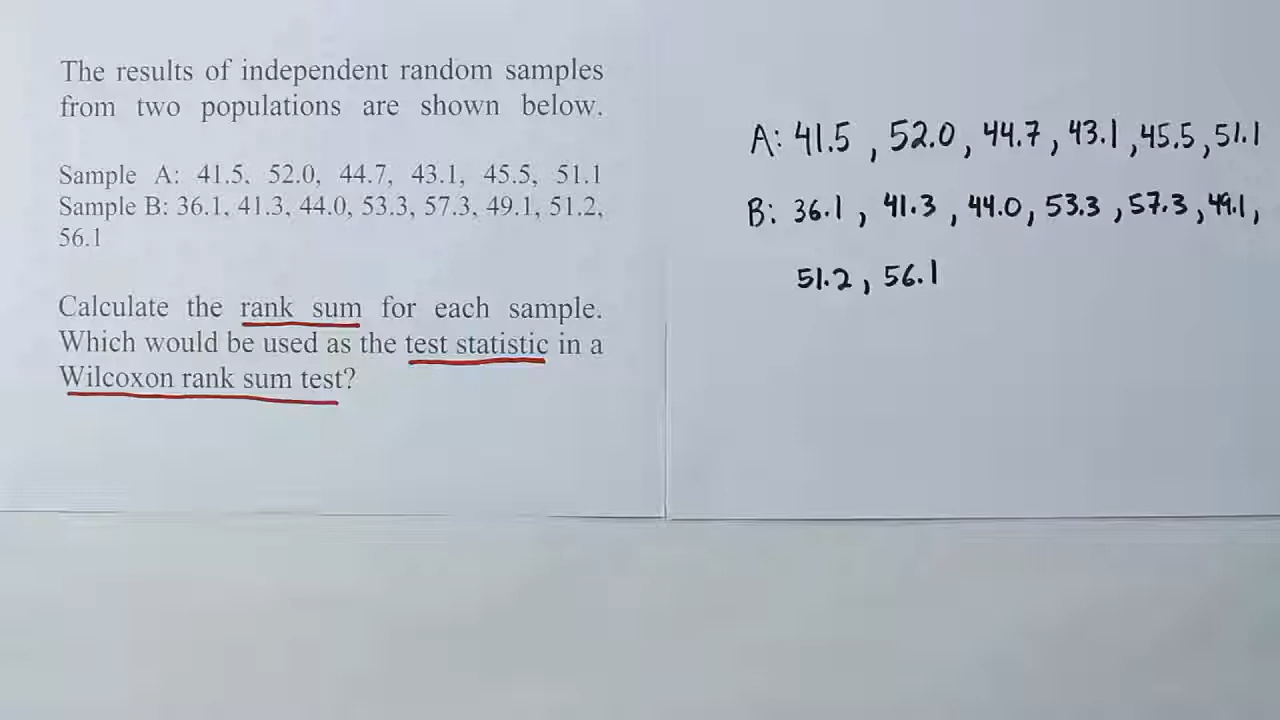 The results of independent random samples
from two populations are shown below.
Sample A: 41.5, 52.0, 44.7, 43.1, 45.5, 51.1
Sample B: 36.1, 41.3, 44.0, 53.3, 57.3, 49.1, 51.2,
56.1
Calculate the rank sum for each sample.
Which would be used as the test statistic in a
Wilcoxon rank sum test?
A: 41.5, 52.0, 44.7, 43.1, 45.5, 51.1
B: 36.1, 41.3, 44.0, 53.3, 57.3, 49.1,
51.2, 56.1